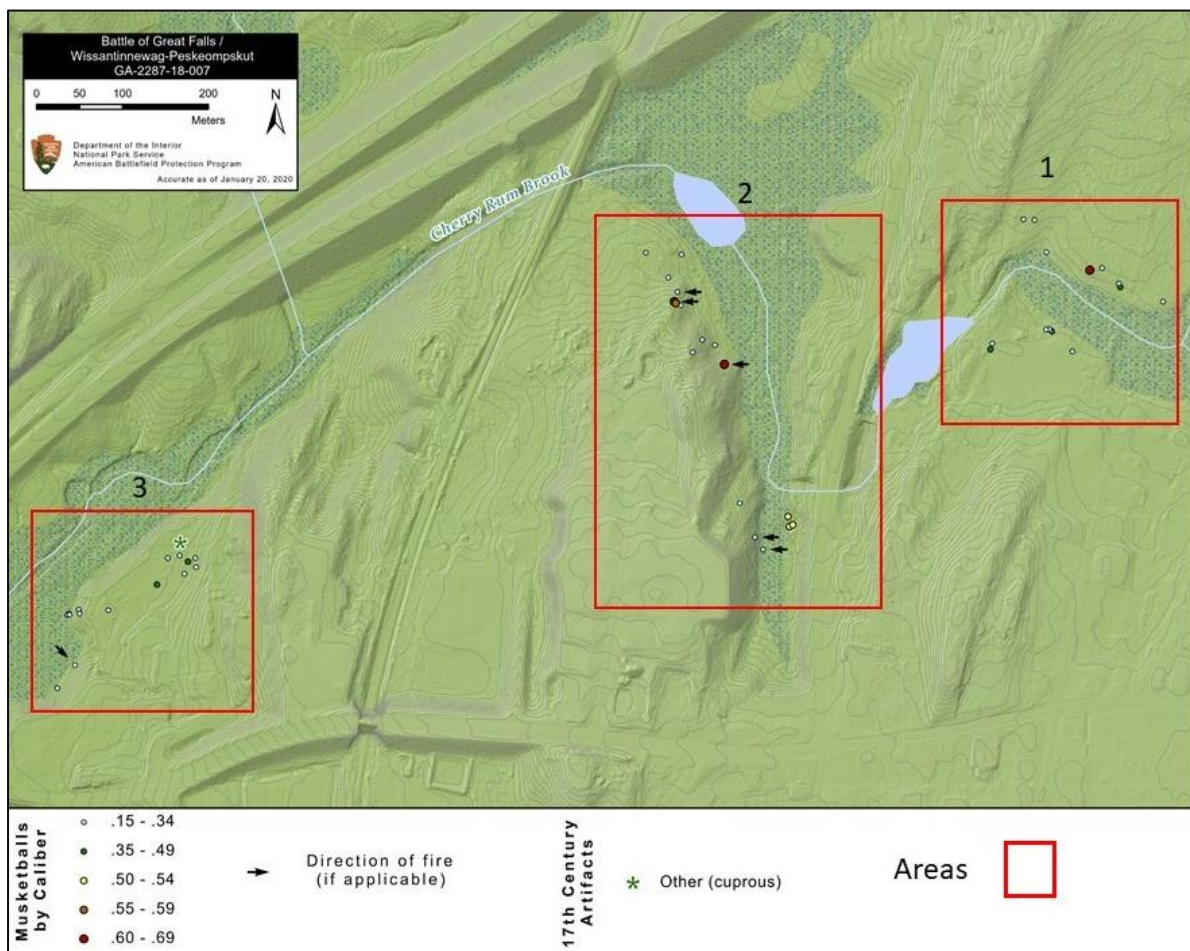 Battle of Great Falls /
Wissantinnewag-Peskeompskut
GA-2287-18-007
0 50 100 200
Meters
N
Department of the Interior
National Park Service
American Battlefield Protection Program
Accurate as of January 20, 2020
Cherry Rum Brook
1
2
3
Musketballs
by Caliber
.15 - .34
.35 - .49
.50 - .54
.55 - .59
.60 - .69
Direction of fire
(if applicable)
17th Century
Artifacts
Other (cuprous)
Areas